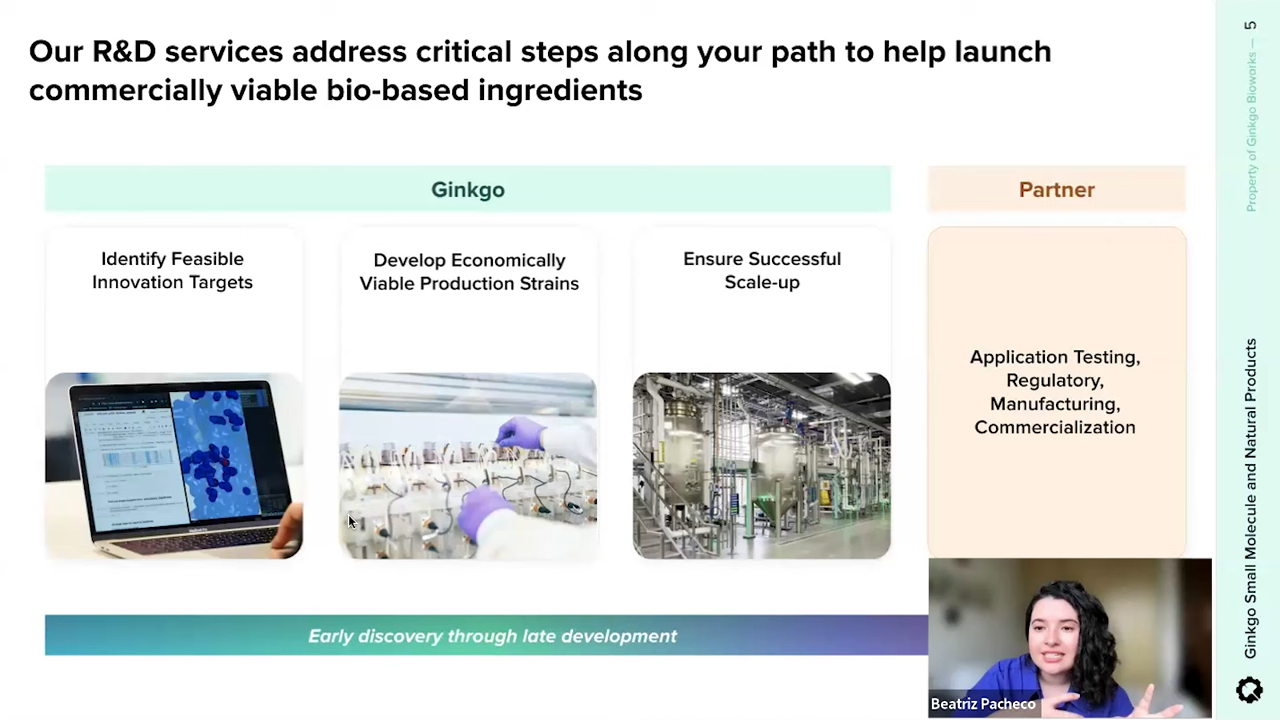 Our R&D services address critical steps along your path to help launch
commercially viable bio-based ingredients
Ginkgo
Partner
Identify Feasible
Innovation Targets
Develop Economically
Viable Production Strains
Ensure Successful
Scale-up
Application Testing,
Regulatory,
Manufacturing,
Commercialization
Early discovery through late development
Beatriz Pacheco
Property of Ginkgo Bioworks — 5
Ginkgo Small Molecule and Natural Products